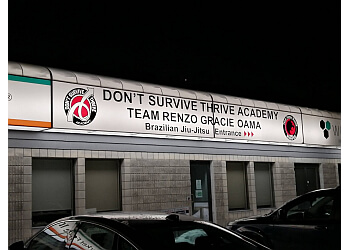 DON'T SURVIVE THRIVE ACADEMY
TEAM RENZO GRACIE OAMA
Brazilian Jiu-Jitsu Entrance